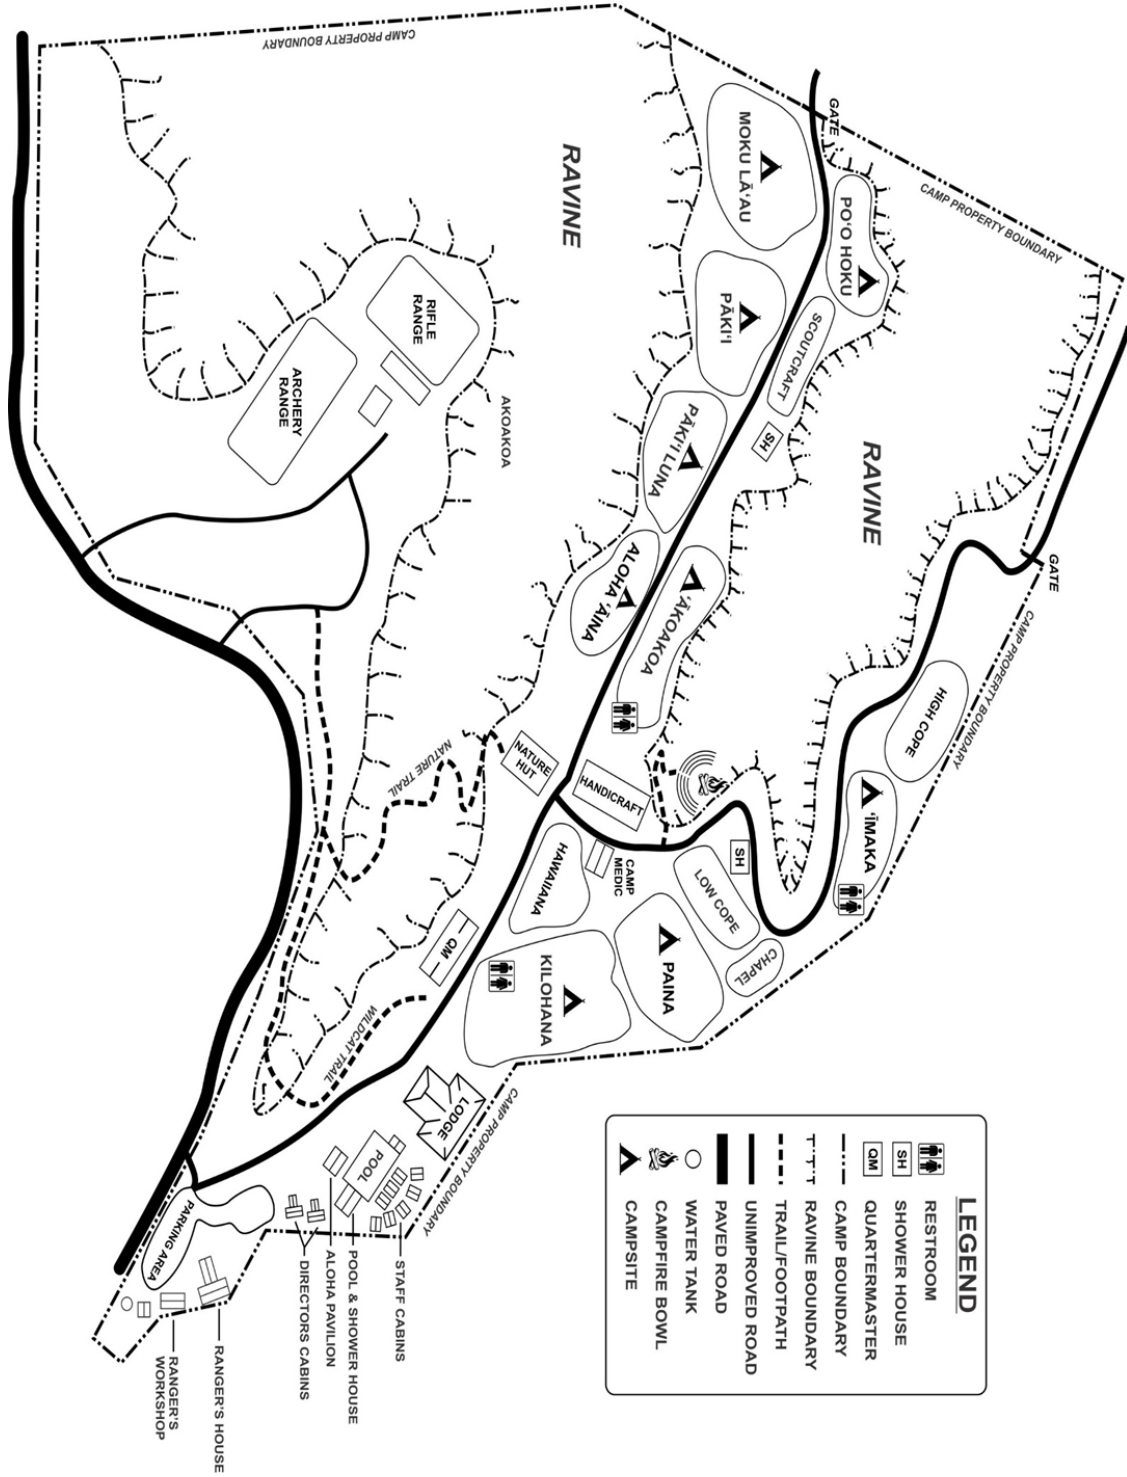 CAMP PROPERTY BOUNDARY
GATE
CAMP PROPERTY BOUNDARY
RAVINE
MOKU LĀ‘AU
PO‘O HOKU
PĀKI‘I
SCOUTCRAFT
RIFLE
RANGE
ARCHERY
RANGE
AKOAKOA
PĀKI‘I LUNA
SH
RAVINE
ALOHA ‘ĀINA
‘ĀKOAKOA
GATE
CAMP PROPERTY BOUNDARY
HIGH COPE
NATURE TRAIL
NATURE
HUT
HANDICRAFT
‘ĪMAKA
HAWAIIANA
CAMP
MEDIC
SH
LOW COPE
CHAPEL
QM
KILOHANA
PAINA
WILDCAT TRAIL
LODGE
CAMP PROPERTY BOUNDARY
POOL
PARKING AREA
STAFF CABINS
POOL & SHOWER HOUSE
ALOHA PAVILION
DIRECTORS CABINS
RANGER'S HOUSE
RANGER'S
WORKSHOP
LEGEND
RESTROOM
SH SHOWER HOUSE
QM QUARTERMASTER
CAMP BOUNDARY
RAVINE BOUNDARY
TRAIL/FOOTPATH
UNIMPROVED ROAD
PAVED ROAD
WATER TANK
CAMPFIRE BOWL
CAMPSITE